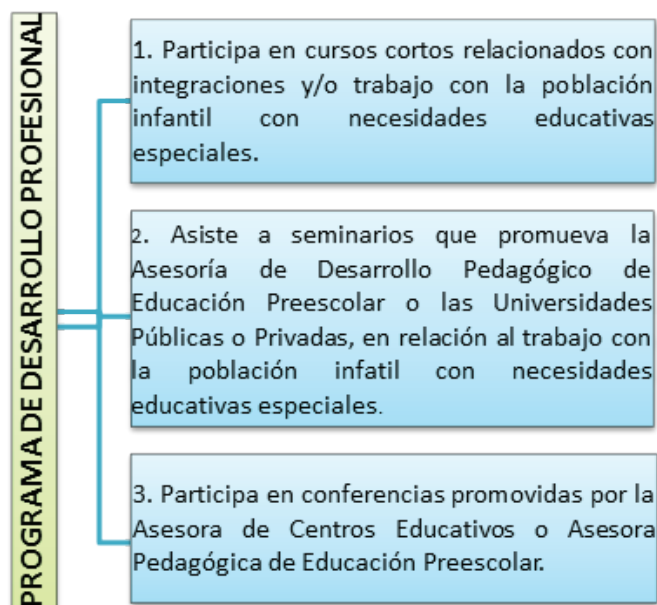 PROGRAMA DE DESARROLLO PROFESIONAL
1. Participa en cursos cortos relacionados con
integraciones y/o trabajo con la población
infantil con necesidades educativas
especiales.
2. Asiste a seminarios que promueva la
Asesoría de Desarrollo Pedagógico de
Educación Preescolar o las Universidades
Públicas o Privadas, en relación al trabajo con
la población infatil con necesidades
educativas especiales.
3. Participa en conferencias promovidas por la
Asesora de Centros Educativos o Asesora
Pedagógica de Educación Preescolar.